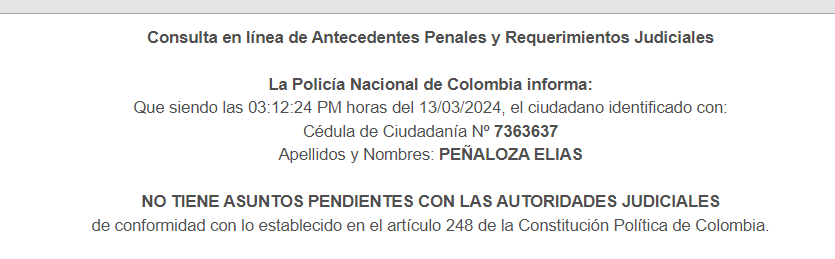 Consulta en línea de Antecedentes Penales y Requerimientos Judiciales
La Policía Nacional de Colombia informa:
Que siendo las 03:12:24 PM horas del 13/03/2024, el ciudadano identificado con:
Cédula de Ciudadanía Nº 7363637
Apellidos y Nombres: PEÑALOZA ELIAS
NO TIENE ASUNTOS PENDIENTES CON LAS AUTORIDADES JUDICIALES
de conformidad con lo establecido en el artículo 248 de la Constitución Política de Colombia.